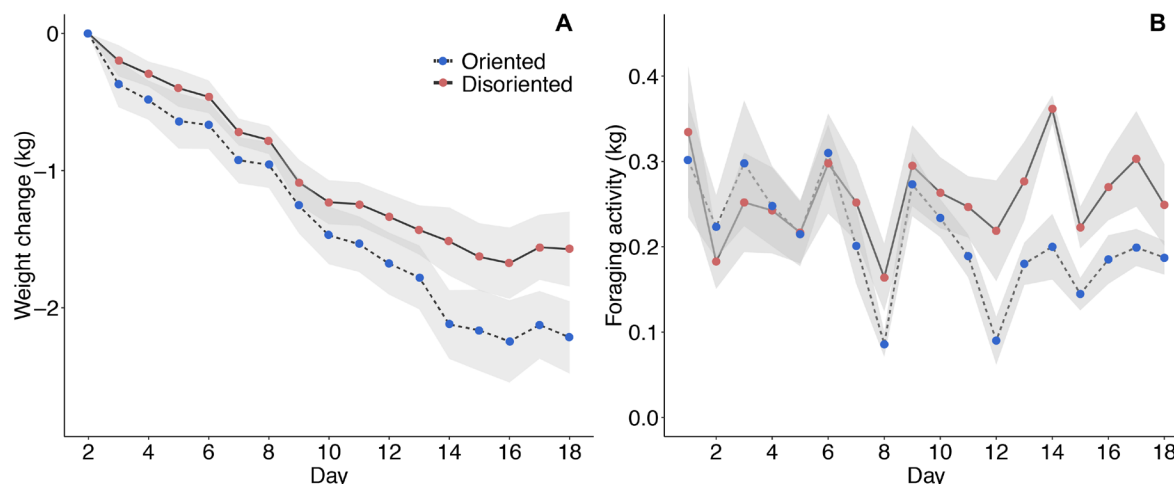 A
Oriented
Disoriented
Weight change (kg)
0
−1
−2
2 4 6 8 10 12 14 16 18
Day
B
Foraging activity (kg)
0.4
0.3
0.2
0.1
0.0
2 4 6 8 10 12 14 16 18
Day